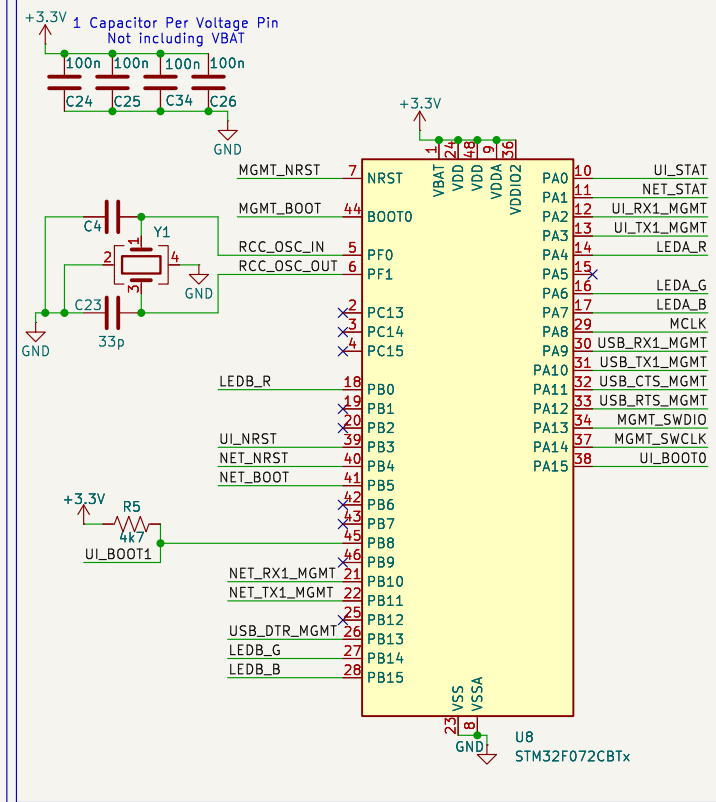 +3.3V
1 Capacitor Per Voltage Pin
Not including VBAT
100n 100n 100n 100n
C24 C25 C34 C26
GND
+3.3V
1 24 48 9 36
VBAT VDD VDD VDDA VDDIO2
MGMT_NRST 7 NRST
MGMT_BOOT 44 BOOT0
RCC_OSC_IN 5 PF0
RCC_OSC_OUT 6 PF1
C4
Y1
1
2 4
3
GND
C23
33p
GND
2 PC13
3 PC14
4 PC15
LEDB_R 18 PB0
19 PB1
20 PB2
UI_NRST 39 PB3
NET_NRST 40 PB4
NET_BOOT 41 PB5
42 PB6
43 PB7
45 PB8
+3.3V
R5
4k7
UI_BOOT1
46 PB9
NET_RX1_MGMT 21 PB10
NET_TX1_MGMT 22 PB11
25 PB12
USB_DTR_MGMT 26 PB13
LEDB_G 27 PB14
LEDB_B 28 PB15
PA0 10 UI_STAT
PA1 11 NET_STAT
PA2 12 UI_RX1_MGMT
PA3 13 UI_TX1_MGMT
PA4 14 LEDA_R
PA5 15
PA6 16 LEDA_G
PA7 17 LEDA_B
PA8 29 MCLK
PA9 30 USB_RX1_MGMT
PA10 31 USB_TX1_MGMT
PA11 32 USB_CTS_MGMT
PA12 33 USB_RTS_MGMT
PA13 34 MGMT_SWDIO
PA14 37 MGMT_SWCLK
PA15 38 UI_BOOT0
VSS VSSA
23 8
GND
U8
STM32F072CBTx